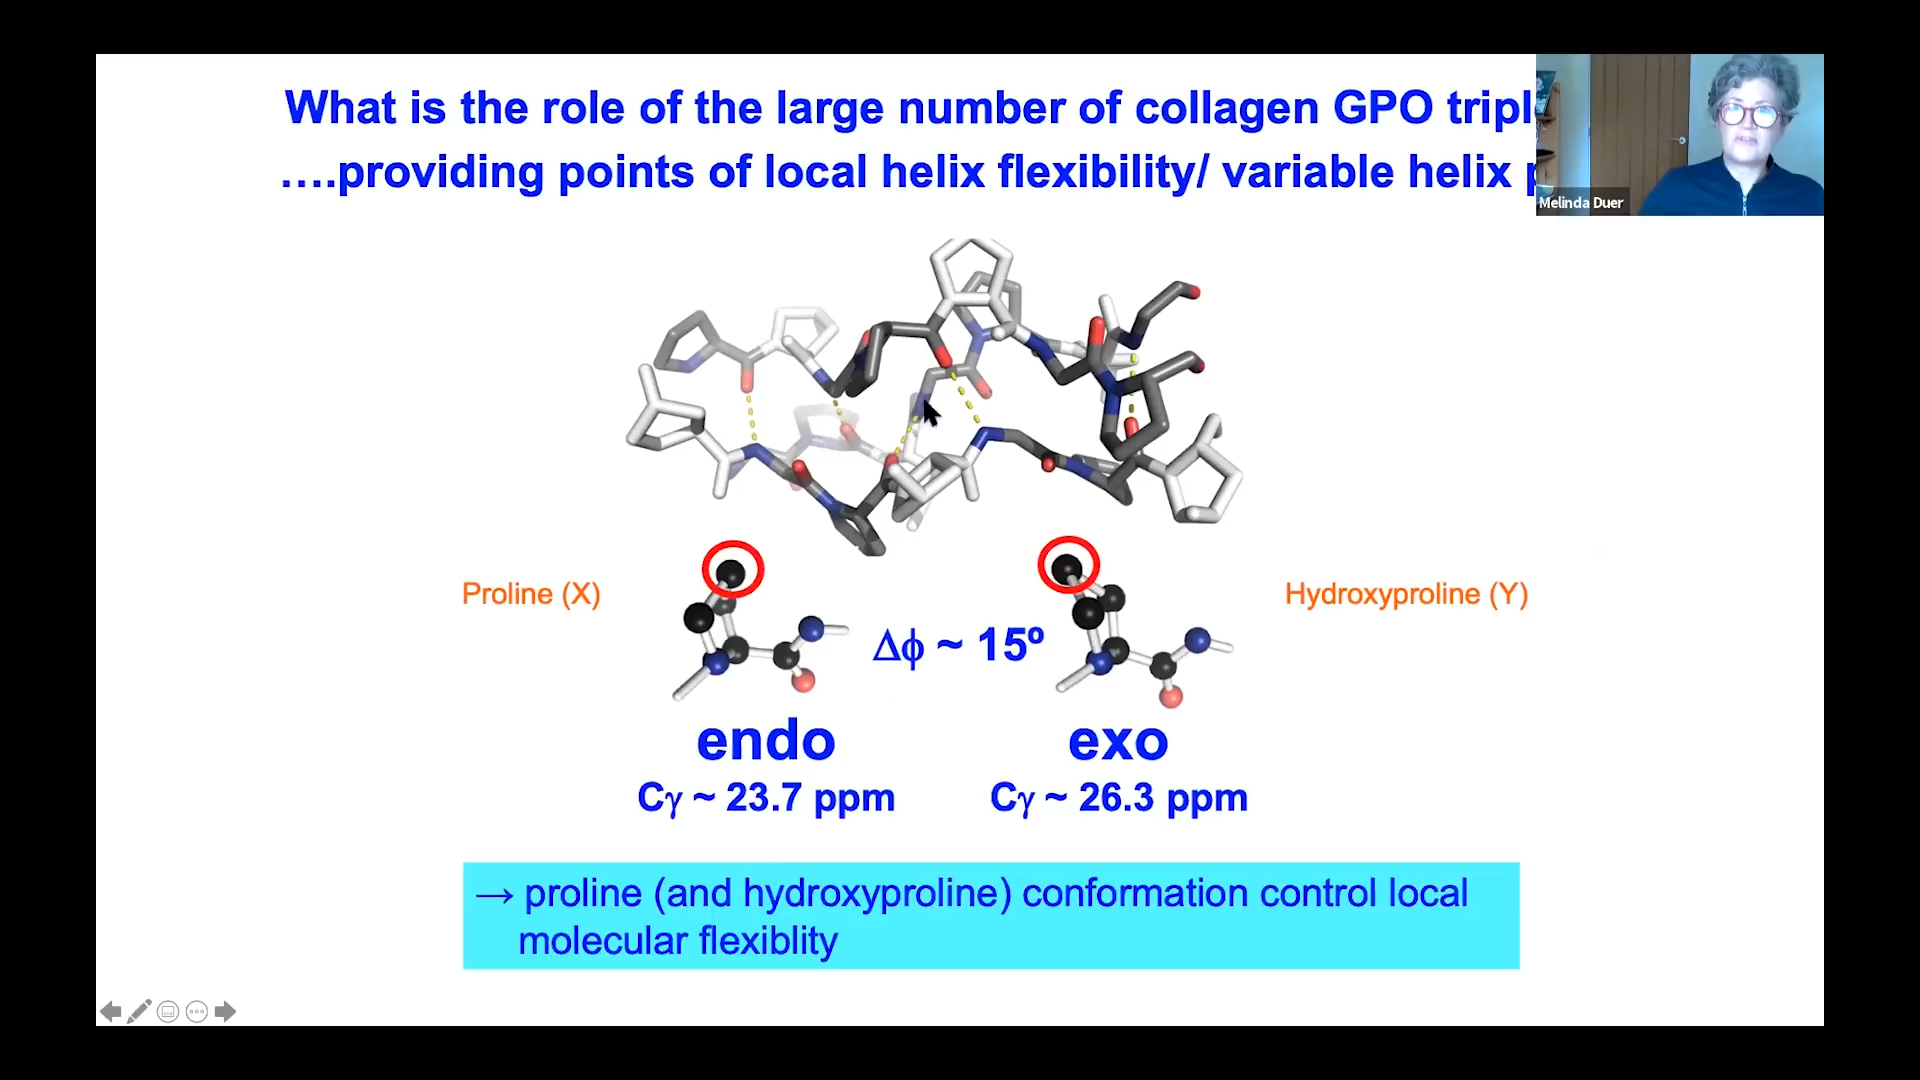 What is the role of the large number of collagen GPO
….providing points of local helix flexibility/ variable helix
Melinda Duer
Proline (X)
Hydroxyproline (Y)
Δϕ ~ 15º
endo
exo
Cγ ~ 23.7 ppm
Cγ ~ 26.3 ppm
→ proline (and hydroxyproline) conformation control local
molecular flexiblity